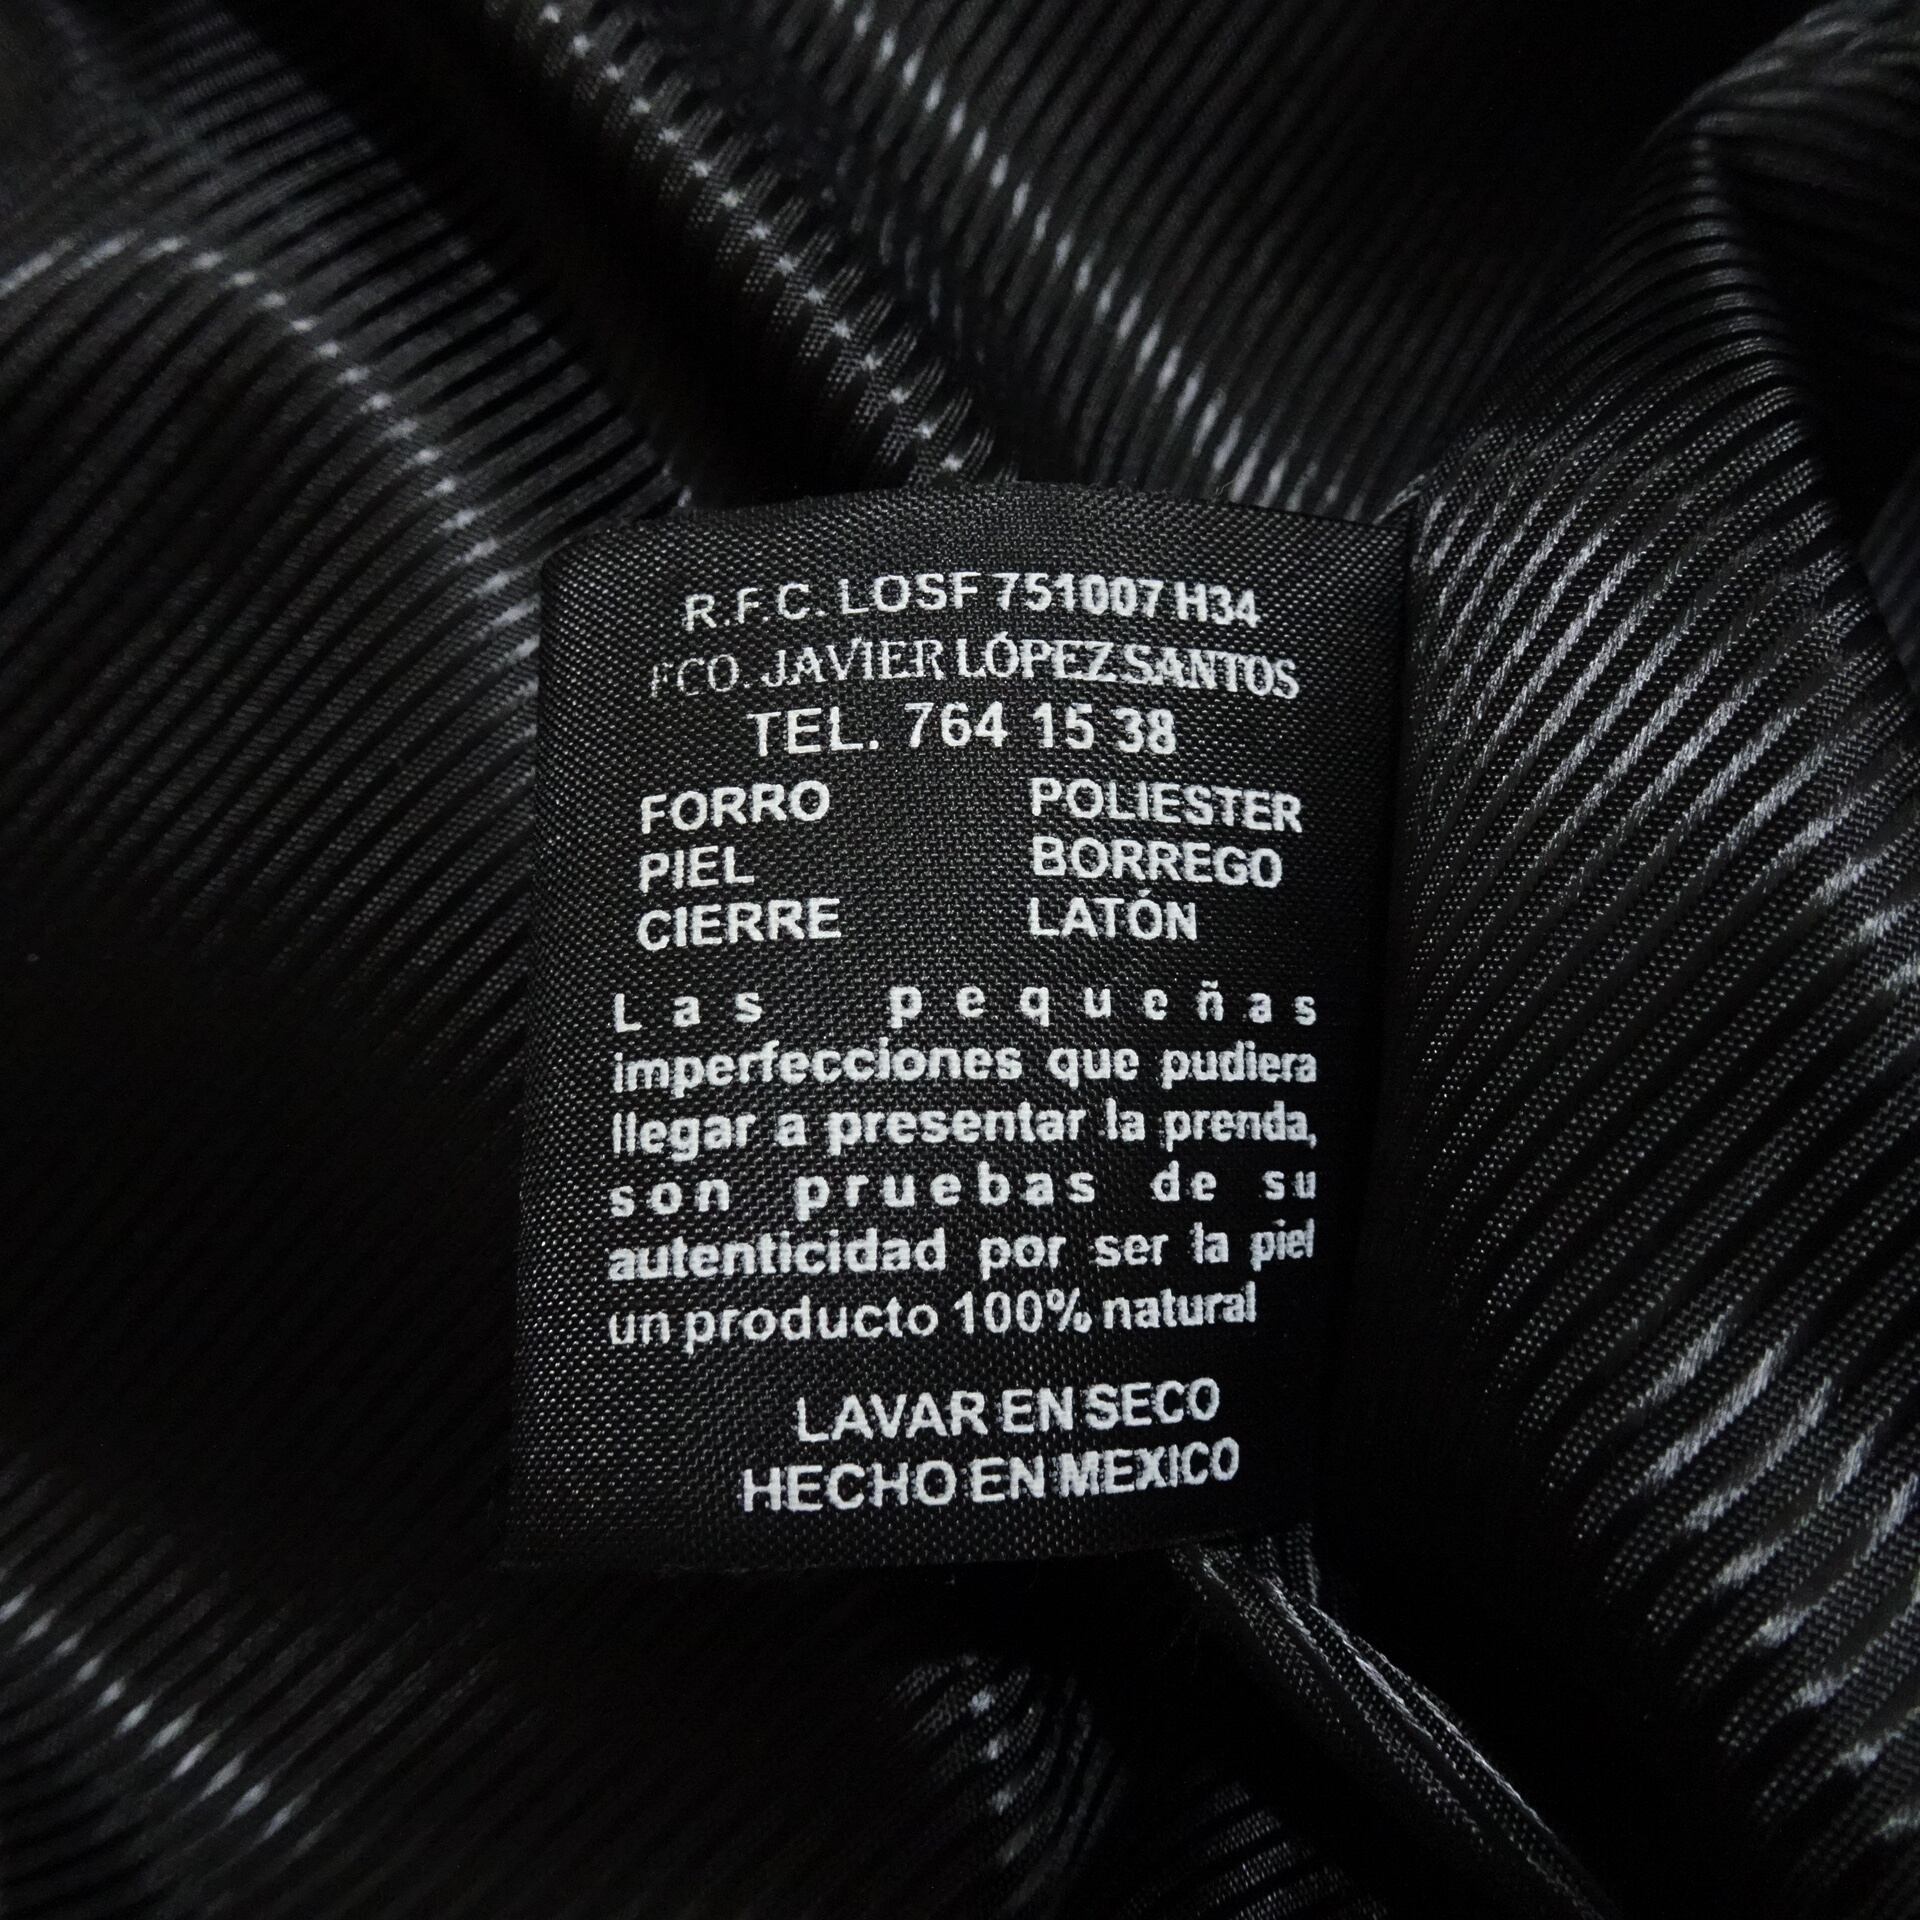 R.F.C. LOSF 751007 H34
FCO. JAVIER LÓPEZ SANTOS
TEL. 764 15 38
FORRO POLIESTER
PIEL BORREGO
CIERRE LATÓN
Las pequeñas
imperfecciones que pudiera
llegar a presentar la prenda,
son pruebas de su
autenticidad por ser la piel
un producto 100% natural
LAVAR EN SECO
HECHO EN MEXICO